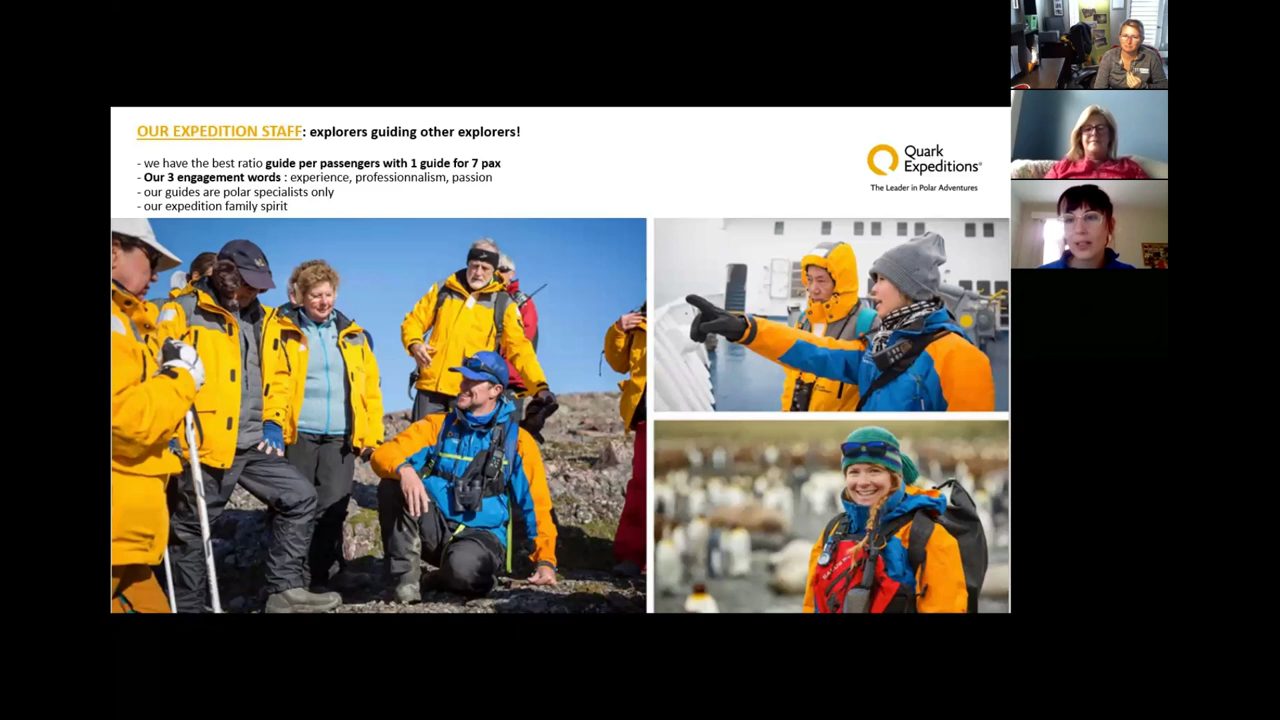 OUR EXPEDITION STAFF: explorers guiding other explorers!
- we have the best ratio guide per passengers with 1 guide for 7 pax
- Our 3 engagement words : experience, professionnalism, passion
- our guides are polar specialists only
- our expedition family spirit
Quark
Expeditions®
The Leader in Polar Adventures